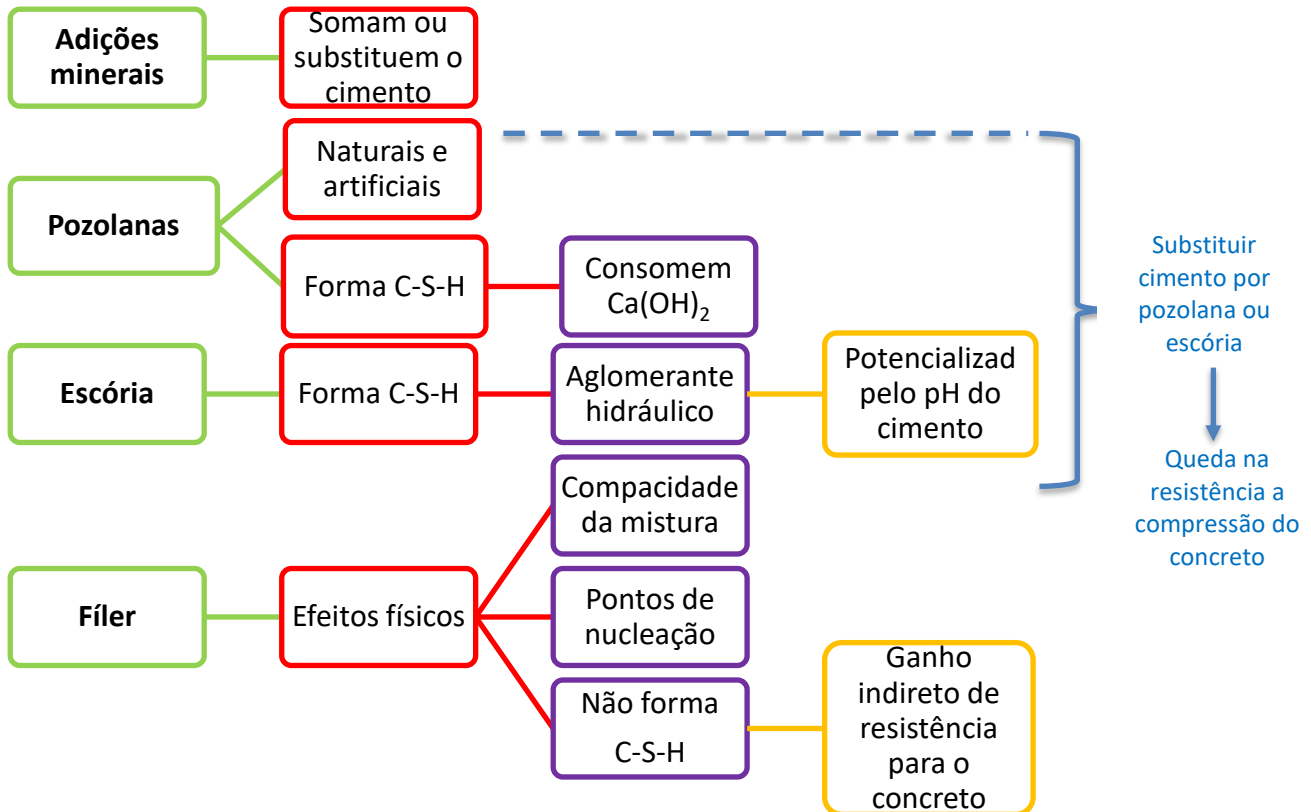 Adições
minerais
Somam ou
substituem o
cimento
Pozolanas
Naturais e
artificiais
Forma C-S-H
Consomem
Ca(OH)₂
Escória
Forma C-S-H
Aglomerante
hidráulico
Potencializad
pelo pH do
cimento
Fíler
Efeitos físicos
Compacidade
da mistura
Pontos de
nucleação
Não forma
C-S-H
Ganho
indireto de
resistência
para o
concreto
Substituir
cimento por
pozolana ou
escória
Queda na
resistência a
compressão do
concreto